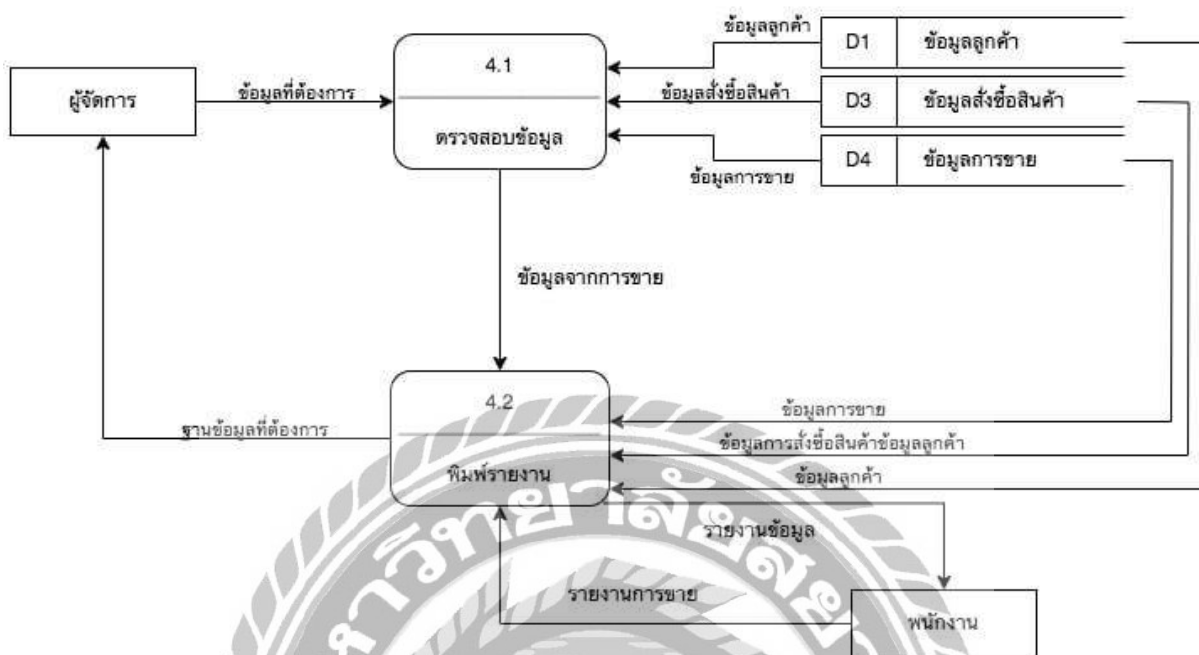 ข้อมูลลูกค้า
D1 ข้อมูลลูกค้า
4.1
ผู้จัดการ
ข้อมูลที่ต้องการ
ข้อมูลสั่งซื้อสินค้า
D3 ข้อมูลสั่งซื้อสินค้า
ตรวจสอบข้อมูล
D4 ข้อมูลการขาย
ข้อมูลการขาย
ข้อมูลจากการขาย
4.2
ข้อมูลการขาย
ฐานข้อมูลที่ต้องการ
ข้อมูลการสั่งซื้อสินค้าข้อมูลลูกค้า
พิมพ์รายงาน
ข้อมูลลูกค้า
รายงานข้อมูล
รายงานการขาย
พนักงาน